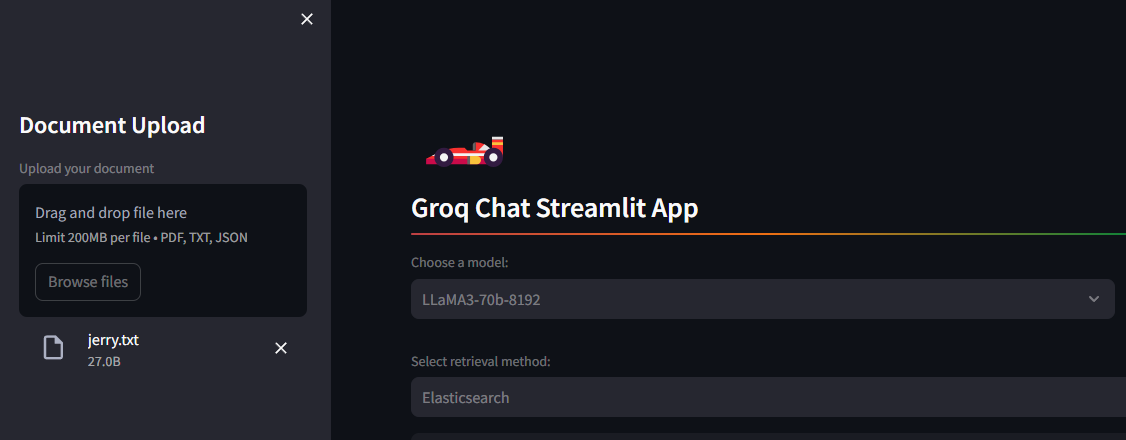 Document Upload
Upload your document
Drag and drop file here
Limit 200MB per file • PDF, TXT, JSON
Browse files
jerry.txt
27.0B
Groq Chat Streamlit App
Choose a model:
LLaMA3-70b-8192
Select retrieval method:
Elasticsearch